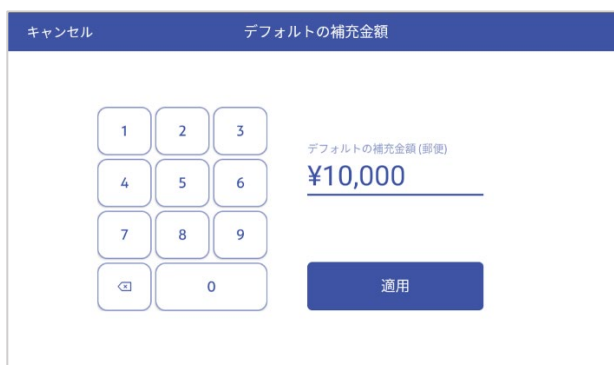 キャンセル
デフォルトの補充金額
1 2 3
デフォルトの補充金額 (郵便)
¥10,000
4 5 6
7 8 9
0
適用